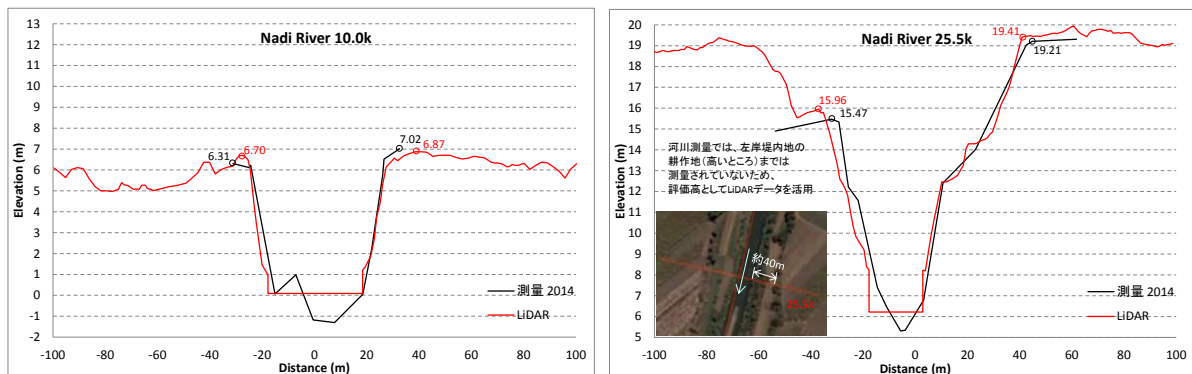 Nadi River 10.0k
Elevation (m)
13
12
11
10
9
8
7
6
5
4
3
2
1
0
-1
-2
6.31
6.70
7.02
6.87
測量 2014
LiDAR
-100 -80 -60 -40 -20 0 20 40 60 80 100
Distance (m)
Nadi River 25.5k
Elevation (m)
20
19
18
17
16
15
14
13
12
11
10
9
8
7
6
5
19.41
19.21
15.96
15.47
河川測量では、左岸堤内地の
耕作地(高いところ)までは
測量されていないため、
評価高としてLiDARデータを活用
約40m
25.5k
測量 2014
LiDAR
-100 -80 -60 -40 -20 0 20 40 60 80 100
Distance (m)